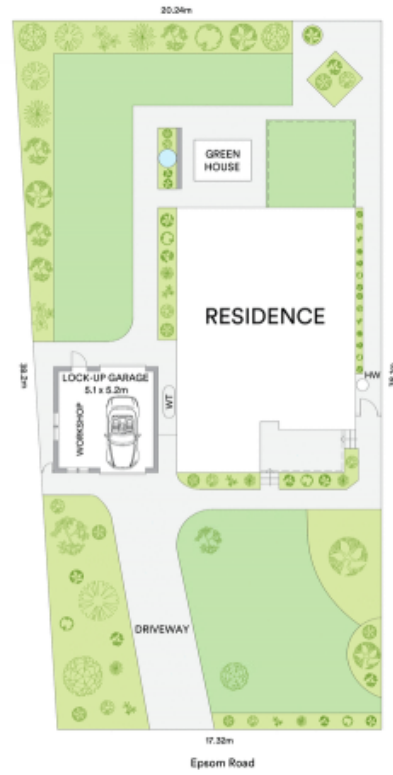 20.24m
GREEN
HOUSE
RESIDENCE
HW
38.2m
LOCK-UP GARAGE
5.1 x 5.2m
WORKSHOP
WT
DRIVEWAY
17.32m
Epsom Road